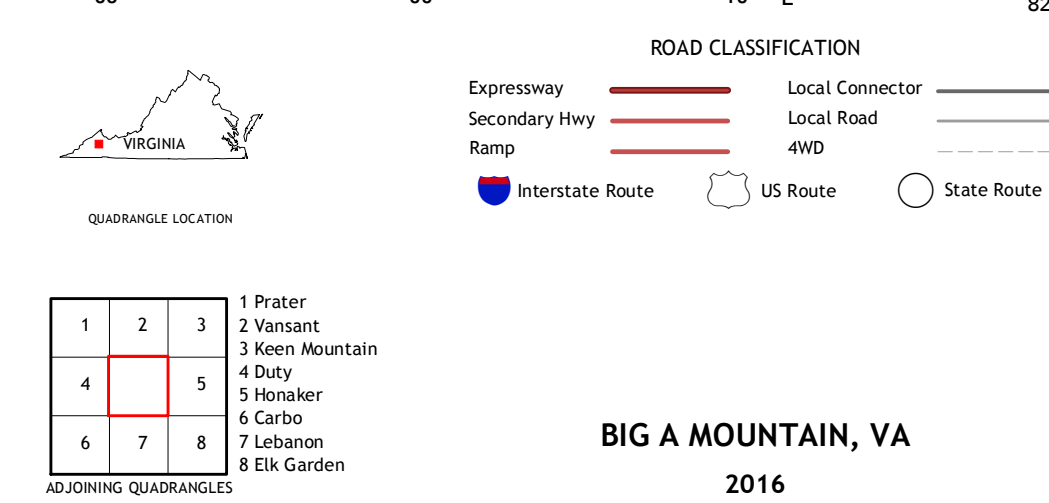 82
ROAD CLASSIFICATION
Expressway
Local Connector
Secondary Hwy
Local Road
Ramp
4WD
Interstate Route
US Route
State Route
VIRGINIA
QUADRANGLE LOCATION
1 2 3
4 5
6 7 8
1 Prater
2 Vansant
3 Keen Mountain
4 Duty
5 Honaker
6 Carbo
7 Lebanon
8 Elk Garden
ADJOINING QUADRANGLES
BIG A MOUNTAIN, VA
2016